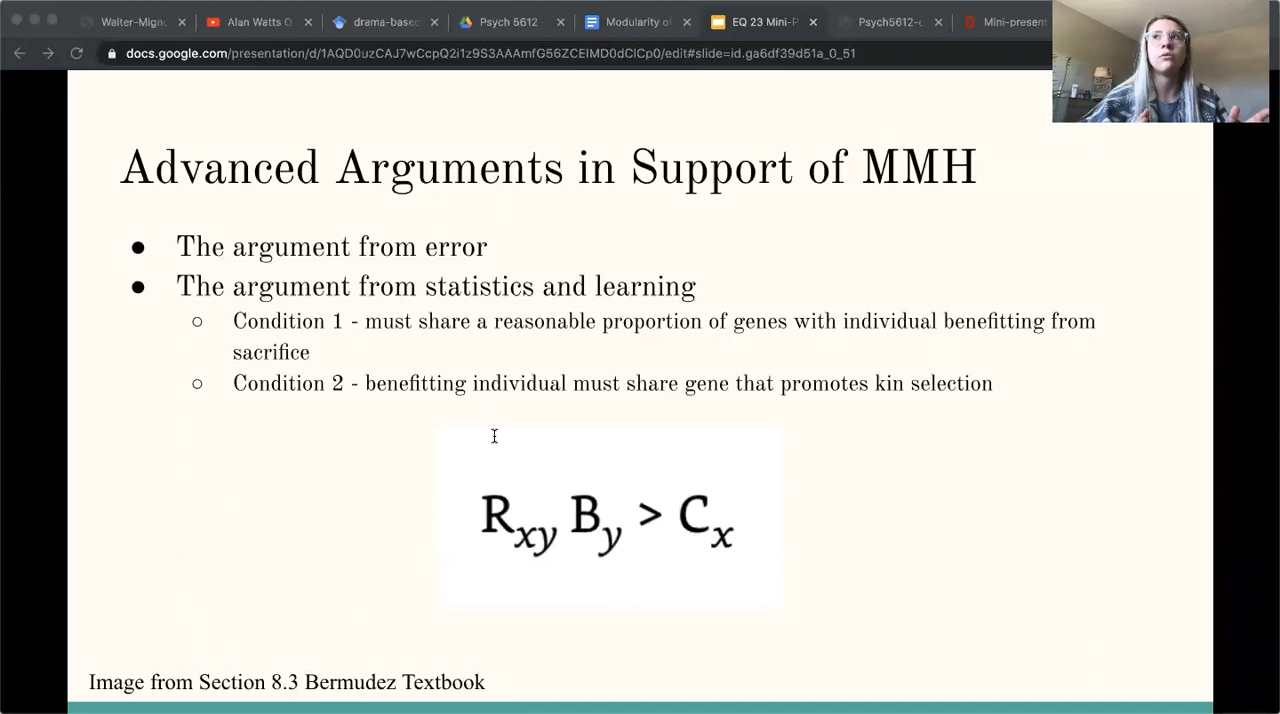 Walter-Migno
Alan Watts O
drama-based
Psych 5612
Modularity o
EQ 23 Mini-P
Psych5612-
Mini-present
docs.google.com/presentation/d/1AQD0uzCAJ7wCcpQ2i1z9S3AAAmfG56ZCEIMD0dClCp0/edit#slide=id.ga6df39d51a_0_51
Advanced Arguments in Support of MMH
● The argument from error
● The argument from statistics and learning
○ Condition 1 - must share a reasonable proportion of genes with individual benefitting from
sacrifice
○ Condition 2 - benefitting individual must share gene that promotes kin selection
Rxy By > Cx
Image from Section 8.3 Bermudez Textbook